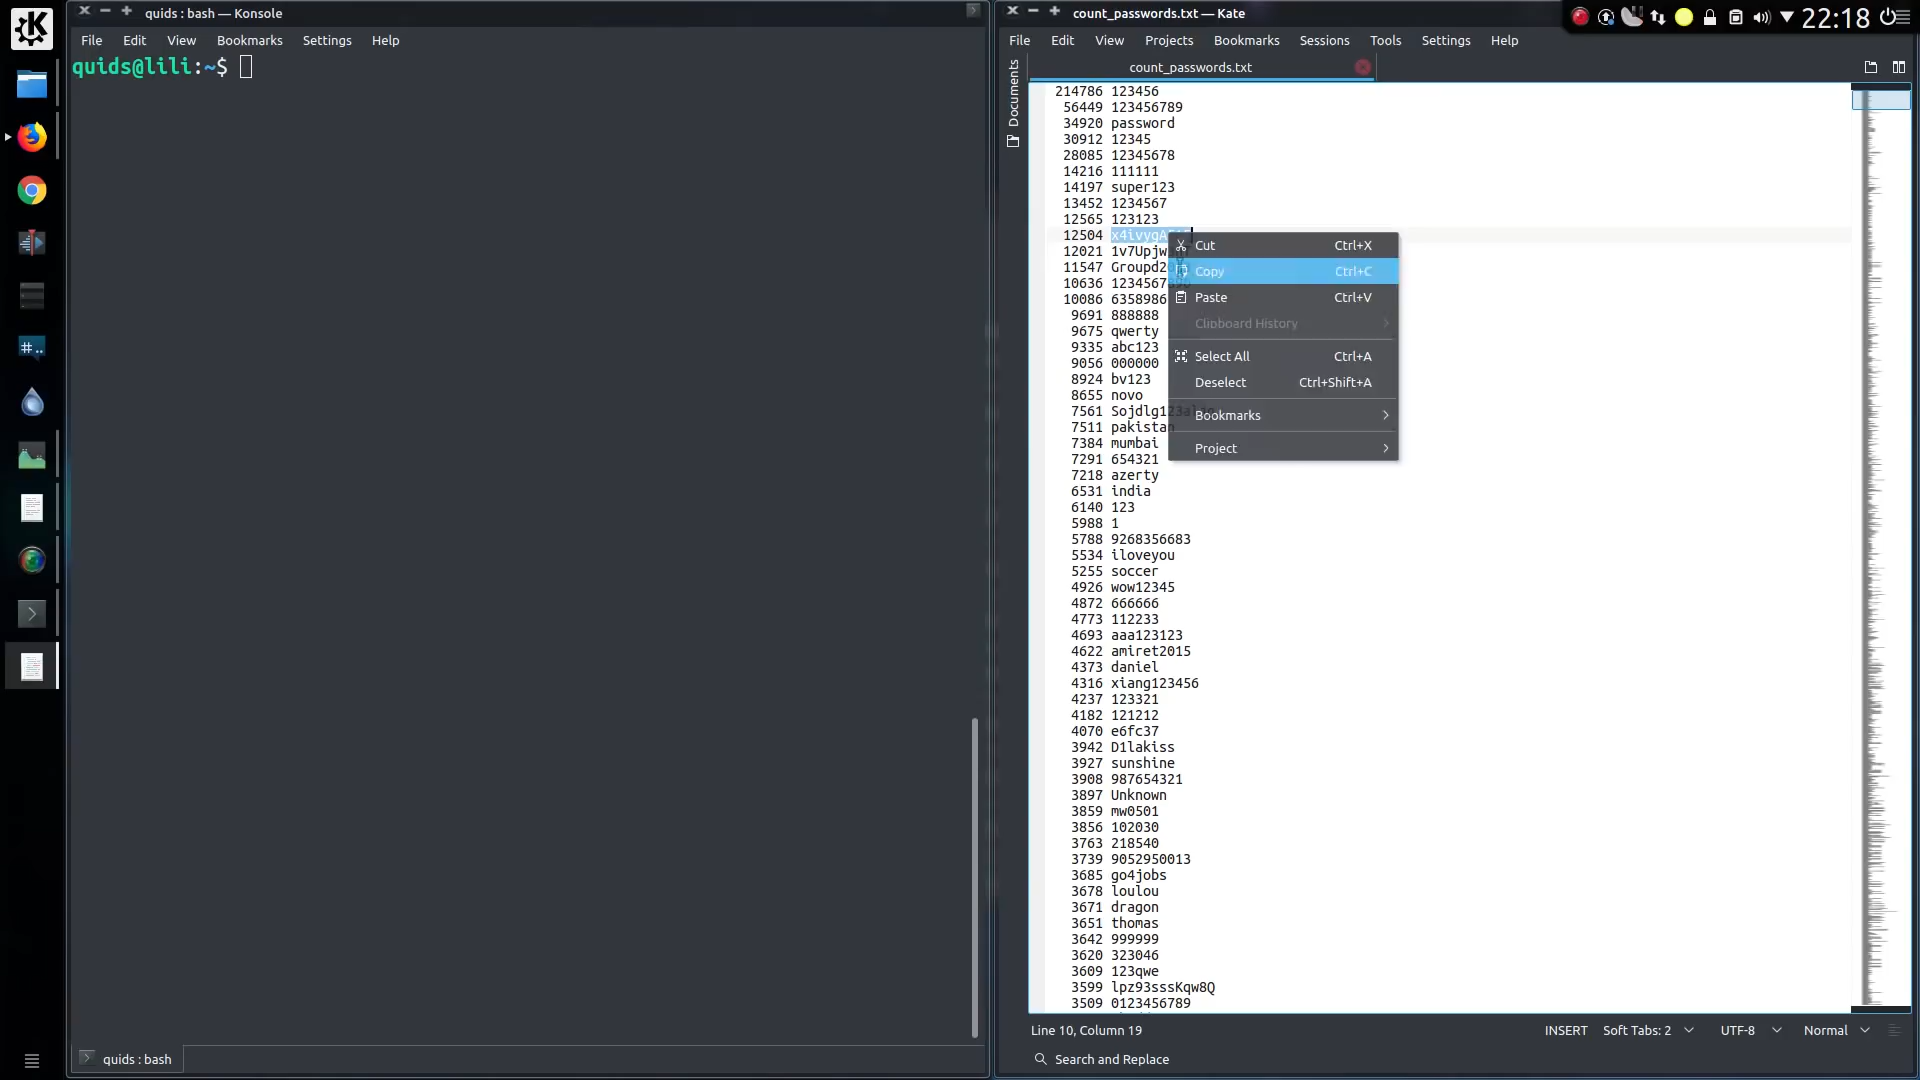 quids : bash — Konsole
File Edit View Bookmarks Settings Help
quids@lili:~$
quids : bash
count_passwords.txt — Kate
22:18
File Edit View Projects Bookmarks Sessions Tools Settings Help
Documents
count_passwords.txt
214786 123456
56449 123456789
34920 password
30912 12345
28085 12345678
14216 111111
14197 super123
13452 1234567
12565 123123
12504
12021
11547
10636 1234567890
10086 6358986
9691 888888
9675 qwerty
9335 abc123
9056 000000
8924 bv123
8655 novo
7561
7511 pakistan
7384 mumbai
7291 654321
7218 azerty
6531 india
6140 123
5988 1
5788 9268356683
5534 iloveyou
5255 soccer
4926 wow12345
4872 666666
4773 112233
4693 aaa123123
4622 amiret2015
4373 daniel
4316 xiang123456
4237 123321
4182 121212
4070 e6fc37
3942 D1lakiss
3927 sunshine
3908 987654321
3897 Unknown
3859 mw0501
3856 102030
3763 218540
3739 9052950013
3685 go4jobs
3678 loulou
3671 dragon
3651 thomas
3642 999999
3620 323046
3609 123qwe
3599 lpz93sssKqw8Q
3509 0123456789
Cut Ctrl+X
Copy Ctrl+C
Paste Ctrl+V
Clipboard History
Select All Ctrl+A
Deselect Ctrl+Shift+A
Bookmarks
Project
Line 10, Column 19 INSERT Soft Tabs: 2 UTF-8 Normal
Search and Replace